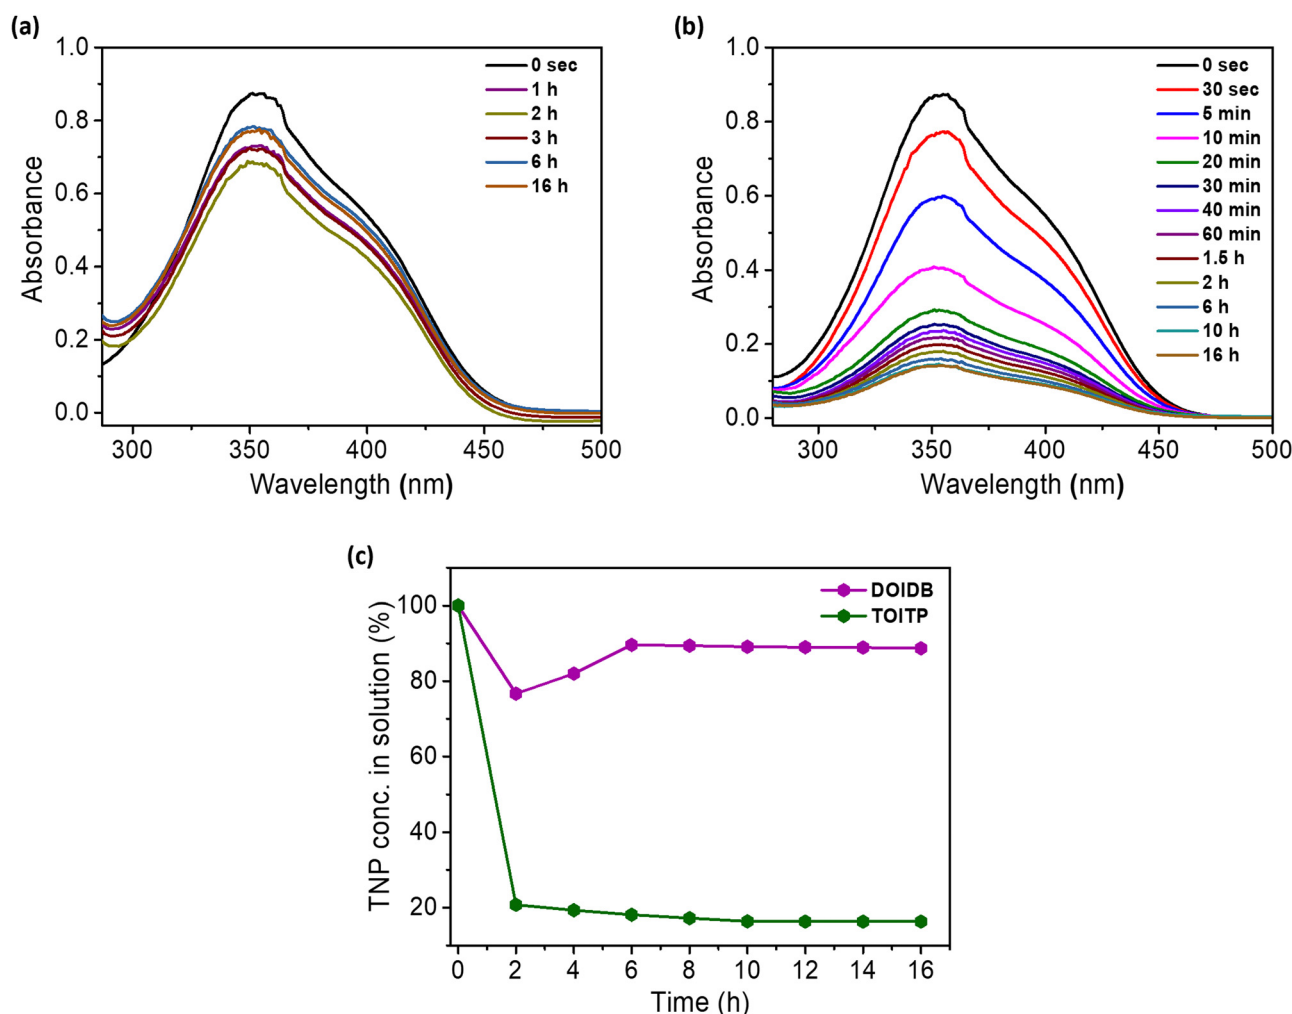 (a)
1.0
0.8
0.6
0.4
0.2
0.0
Absorbance
300 350 400 450 500
Wavelength (nm)
0 sec
1 h
2 h
3 h
6 h
16 h
(b)
1.0
0.8
0.6
0.4
0.2
0.0
Absorbance
300 350 400 450 500
Wavelength (nm)
0 sec
30 sec
5 min
10 min
20 min
30 min
40 min
60 min
1.5 h
2 h
6 h
10 h
16 h
(c)
100
80
60
40
20
TNP conc. in solution (%)
0 2 4 6 8 10 12 14 16
Time (h)
DOIDB
TOITP